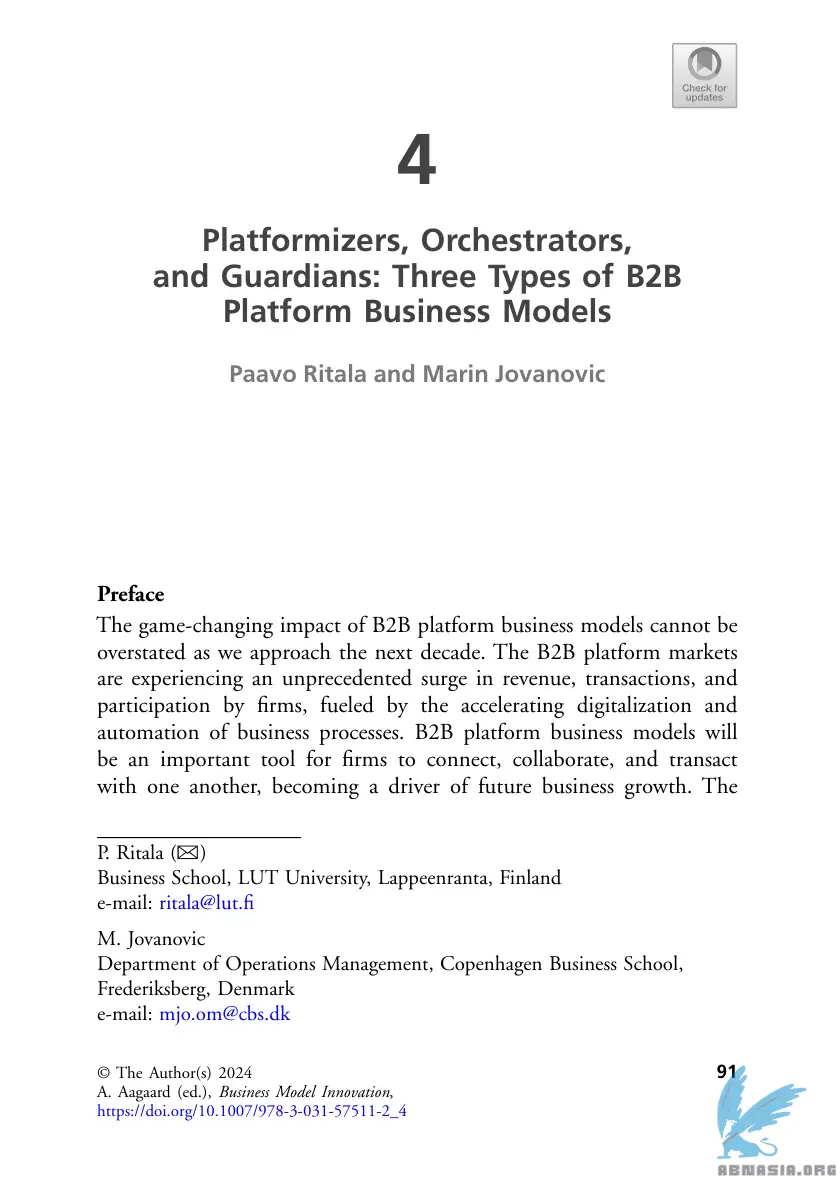 Check for
updates
4
Platformizers, Orchestrators,
and Guardians: Three Types of B2B
Platform Business Models
Paavo Ritala and Marin Jovanovic
Preface
The game-changing impact of B2B platform business models cannot be
overstated as we approach the next decade. The B2B platform markets
are experiencing an unprecedented surge in revenue, transactions, and
participation by firms, fueled by the accelerating digitalization and
automation of business processes. B2B platform business models will
be an important tool for firms to connect, collaborate, and transact
with one another, becoming a driver of future business growth. The
P. Ritala (✉)
Business School, LUT University, Lappeenranta, Finland
e-mail: ritala@lut.fi
M. Jovanovic
Department of Operations Management, Copenhagen Business School,
Frederiksberg, Denmark
e-mail: mjo.om@cbs.dk
© The Author(s) 2024
91
A. Aagaard (ed.), Business Model Innovation,
https://doi.org/10.1007/978-3-031-57511-2_4
ABNASIA.ORG